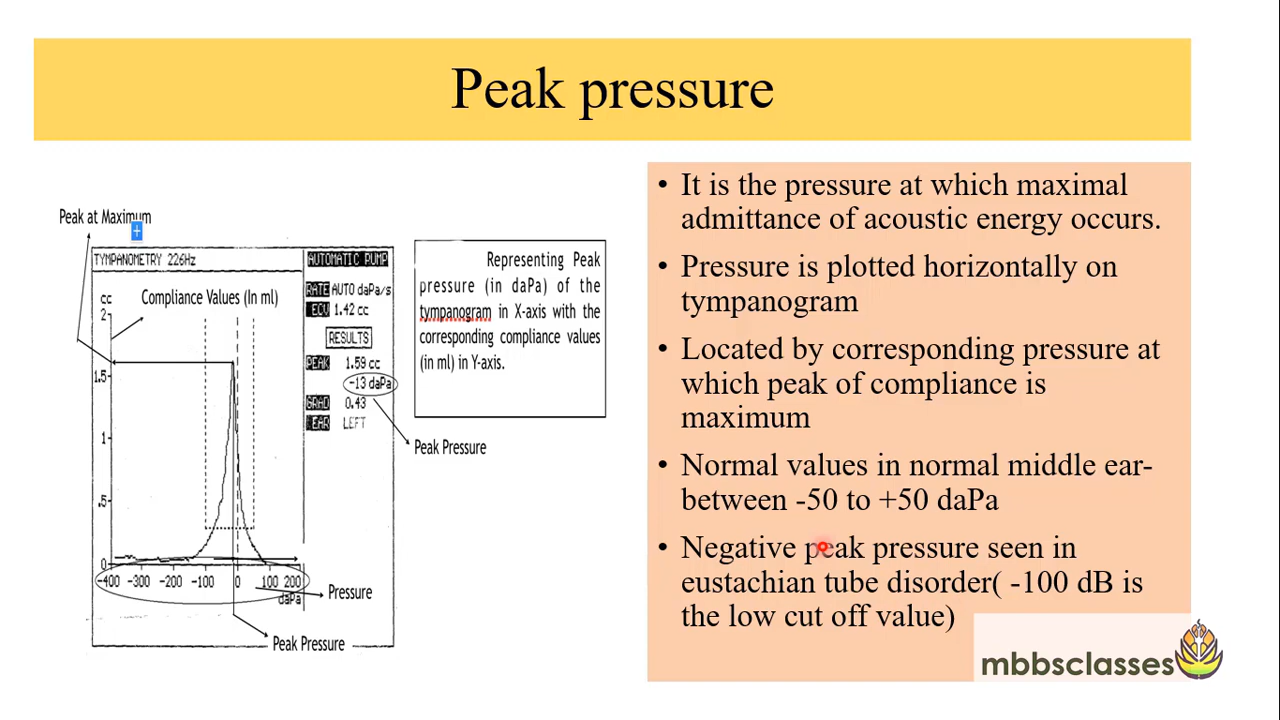 Peak pressure
Peak at Maximum
TYMPANOMETRY 226Hz
cc
Compliance Values (In ml)
2
1.5
1
.5
0
-400 -300 -200 -100 0 100 200
daPa
AUTOMATIC PUMP
RATE AUTO daPa/s
ECV 1.42 cc
RESULTS
PEAK 1.59 cc
-13 daPa
GRAD 0.43
EAR LEFT
Peak Pressure
Pressure
Peak Pressure
Representing Peak
pressure (in daPa) of the
tympanogram in X-axis with the
corresponding compliance values
(in ml) in Y-axis.
• It is the pressure at which maximal
admittance of acoustic energy occurs.
• Pressure is plotted horizontally on
tympanogram
• Located by corresponding pressure at
which peak of compliance is
maximum
• Normal values in normal middle ear-
between -50 to +50 daPa
• Negative peak pressure seen in
eustachian tube disorder( -100 dB is
the low cut off value)
mbbsclasses